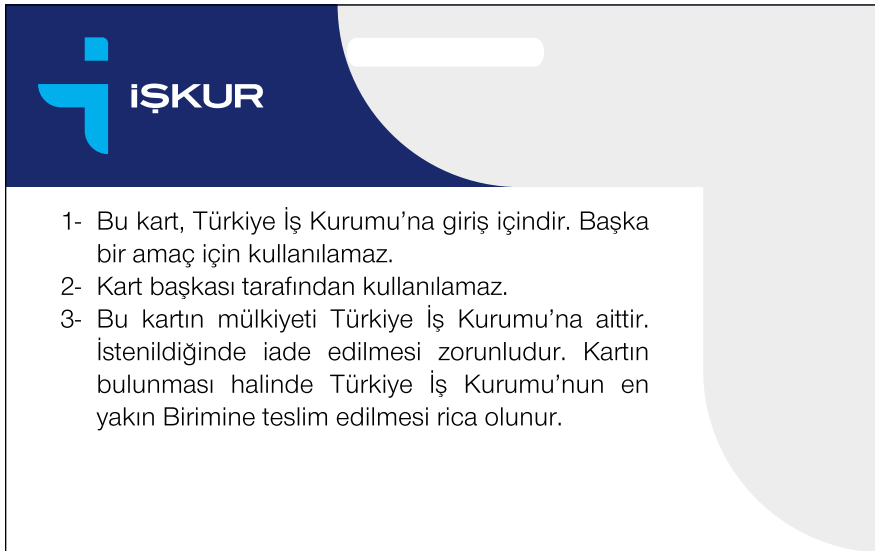 iŞKUR
1- Bu kart, Türkiye İş Kurumu’na giriş içindir. Başka
bir amaç için kullanılamaz.
2- Kart başkası tarafından kullanılamaz.
3- Bu kartın mülkiyeti Türkiye İş Kurumu’na aittir.
İstenildiğinde iade edilmesi zorunludur. Kartın
bulunması halinde Türkiye İş Kurumu’nun en
yakın Birimine teslim edilmesi rica olunur.